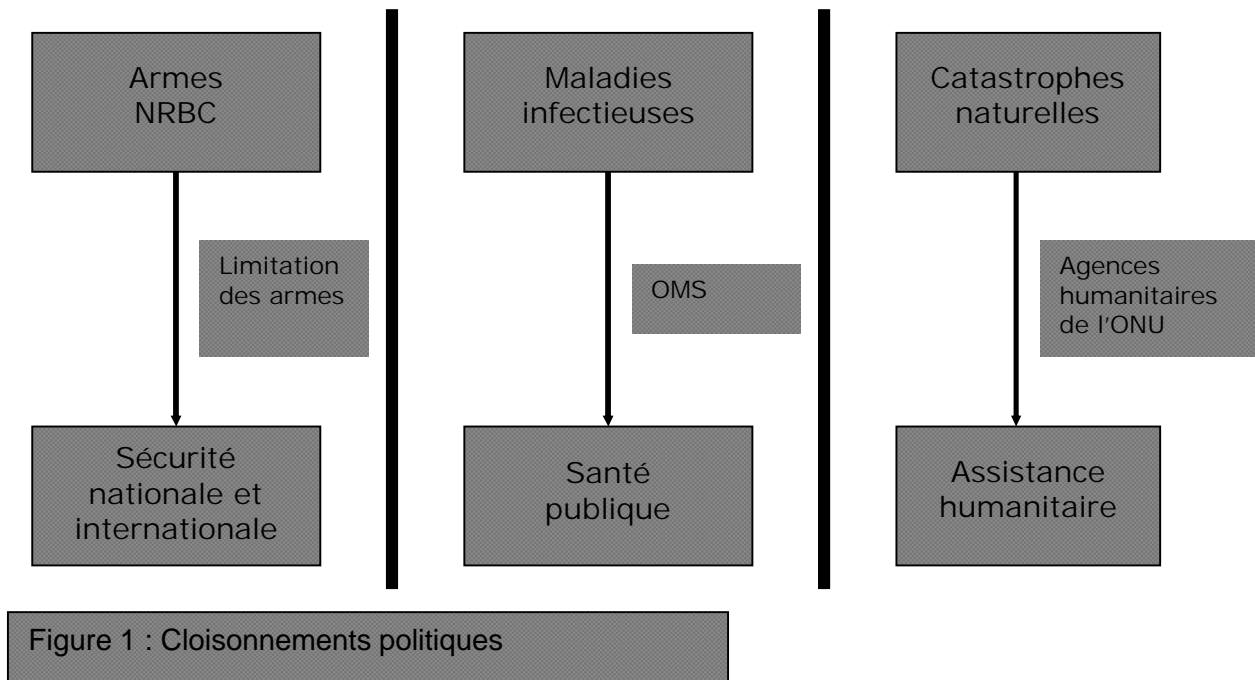 Armes
NRBC
Maladies
infectieuses
Catastrophes
naturelles
Limitation
des armes
OMS
Agences
humanitaires
de l'ONU
Sécurité
nationale et
internationale
Santé
publique
Assistance
humanitaire
Figure 1 : Cloisonnements politiques